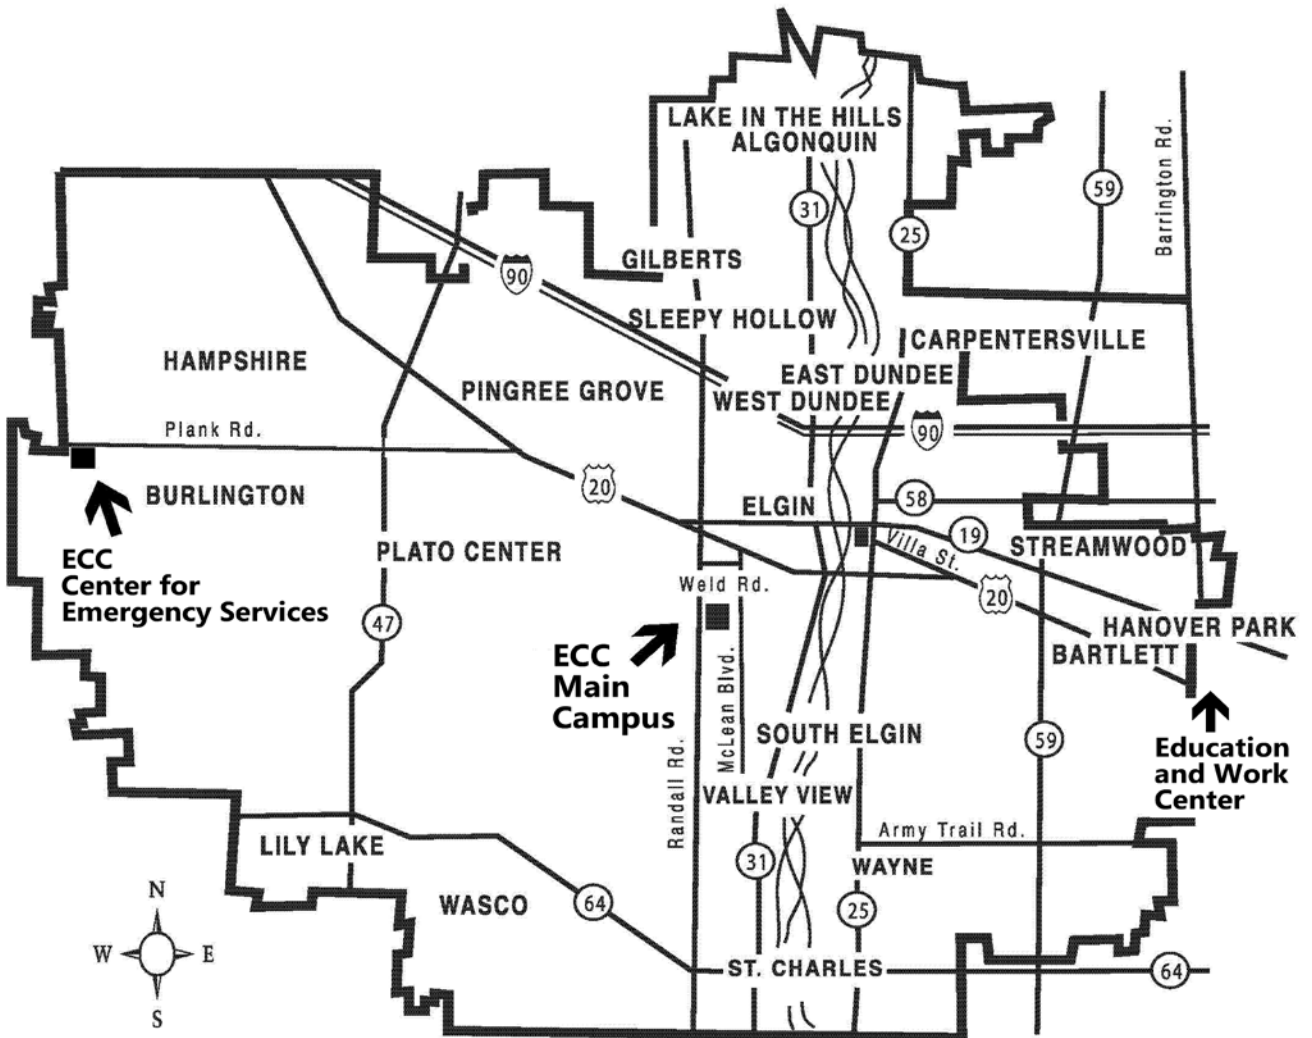 LAKE IN THE HILLS
ALGONQUIN
59
Barrington Rd.
31
25
GILBERTS
90
SLEEPY HOLLOW
CARPENTERSVILLE
HAMPSHIRE
EAST DUNDEE
PINGREE GROVE
WEST DUNDEE
Plank Rd.
90
20
BURLINGTON
ELGIN
58
19
Villa St.
STREAMWOOD
PLATO CENTER
ECC
Center for
Emergency Services
Weld Rd.
20
47
HANOVER PARK
BARTLETT
ECC
Main
Campus
McLean Blvd.
SOUTH ELGIN
59
Education
and Work
Center
Randall Rd.
VALLEY VIEW
Army Trail Rd.
LILY LAKE
31
WAYNE
WASCO
64
25
N
W
E
S
ST. CHARLES
64